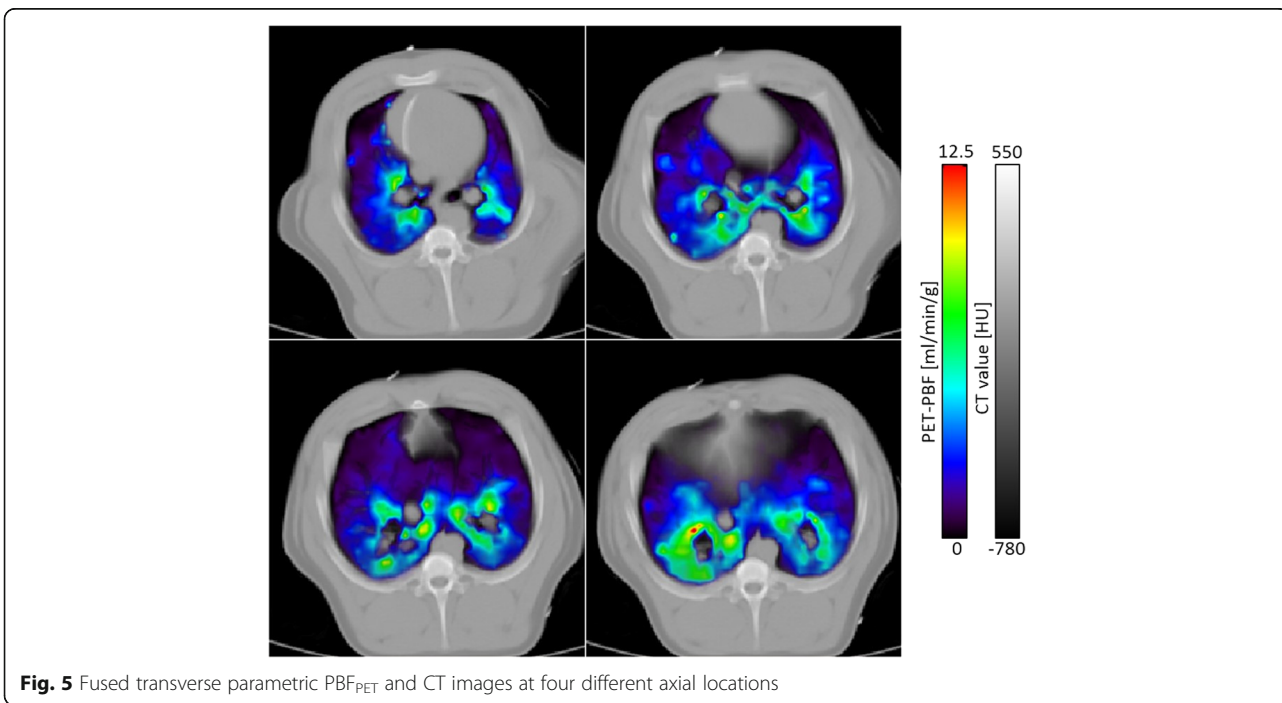 12.5 550
PET-PBF [ml/min/g]
CT value [HU]
0 -780
Fig. 5 Fused transverse parametric PBFPET and CT images at four different axial locations